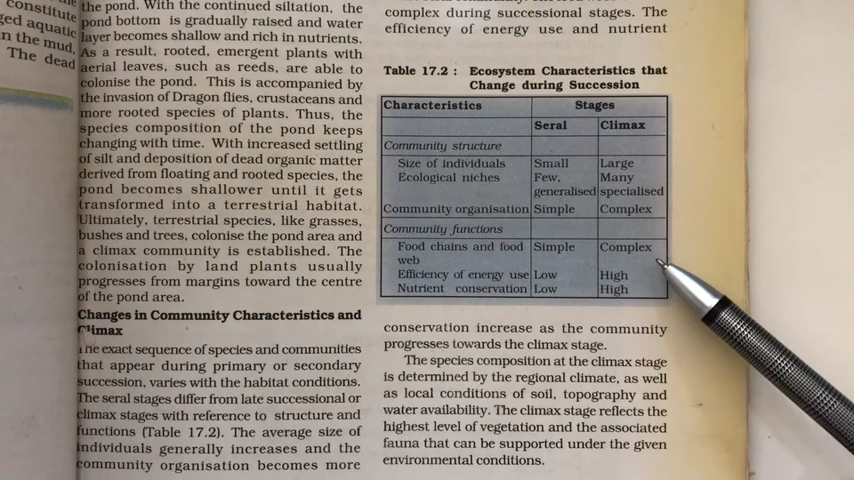 constitute
ged aquatic
n the mud.
The dead
the pond. With the continued siltation, the
pond bottom is gradually raised and water
layer becomes shallow and rich in nutrients.
As a result, rooted, emergent plants with
aerial leaves, such as reeds, are able to
colonise the pond. This is accompanied by
the invasion of Dragon flies, crustaceans and
more rooted species of plants. Thus, the
species composition of the pond keeps
changing with time. With increased settling
of silt and deposition of dead organic matter
derived from floating and rooted species, the
pond becomes shallower until it gets
transformed into a terrestrial habitat.
Ultimately, terrestrial species, like grasses,
bushes and trees, colonise the pond area and
a climax community is established. The
colonisation by land plants usually
progresses from margins toward the centre
of the pond area.
Changes in Community Characteristics and
Climax
The exact sequence of species and communities
that appear during primary or secondary
succession, varies with the habitat conditions.
The seral stages differ from late successional or
climax stages with reference to structure and
functions (Table 17.2). The average size of
individuals generally increases and the
community organisation becomes more
complex during successional stages. The
efficiency of energy use and nutrient
Table 17.2 : Ecosystem Characteristics that
Change during Succession
Characteristics Stages
Seral Climax
Community structure
Size of individuals Small Large
Ecological niches Few, Many
generalised specialised
Community organisation Simple Complex
Community functions
Food chains and food Simple Complex
web
Efficiency of energy use Low High
Nutrient conservation Low High
conservation increase as the community
progresses towards the climax stage.
The species composition at the climax stage
is determined by the regional climate, as well
as local conditions of soil, topography and
water availability. The climax stage reflects the
highest level of vegetation and the associated
fauna that can be supported under the given
environmental conditions.